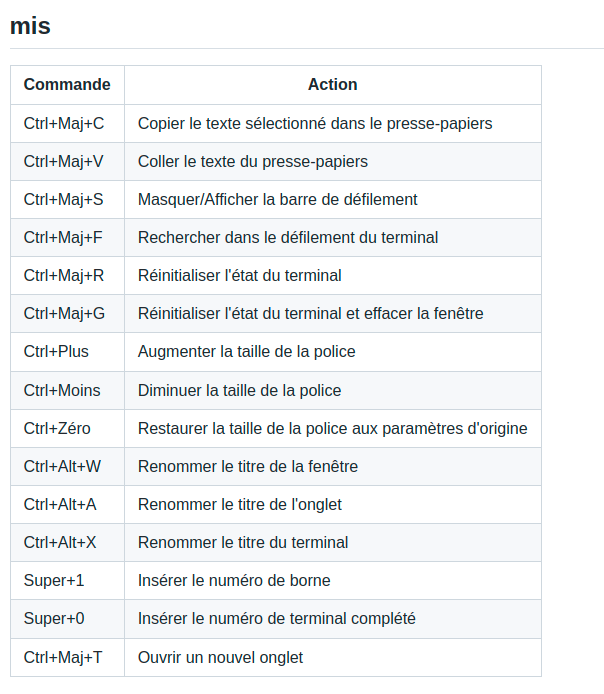 mis
Commande Action
Ctrl+Maj+C Copier le texte sélectionné dans le presse-papiers
Ctrl+Maj+V Coller le texte du presse-papiers
Ctrl+Maj+S Masquer/Afficher la barre de défilement
Ctrl+Maj+F Rechercher dans le défilement du terminal
Ctrl+Maj+R Réinitialiser l'état du terminal
Ctrl+Maj+G Réinitialiser l'état du terminal et effacer la fenêtre
Ctrl+Plus Augmenter la taille de la police
Ctrl+Moins Diminuer la taille de la police
Ctrl+Zéro Restaurer la taille de la police aux paramètres d'origine
Ctrl+Alt+W Renommer le titre de la fenêtre
Ctrl+Alt+A Renommer le titre de l'onglet
Ctrl+Alt+X Renommer le titre du terminal
Super+1 Insérer le numéro de borne
Super+0 Insérer le numéro de terminal complété
Ctrl+Maj+T Ouvrir un nouvel onglet